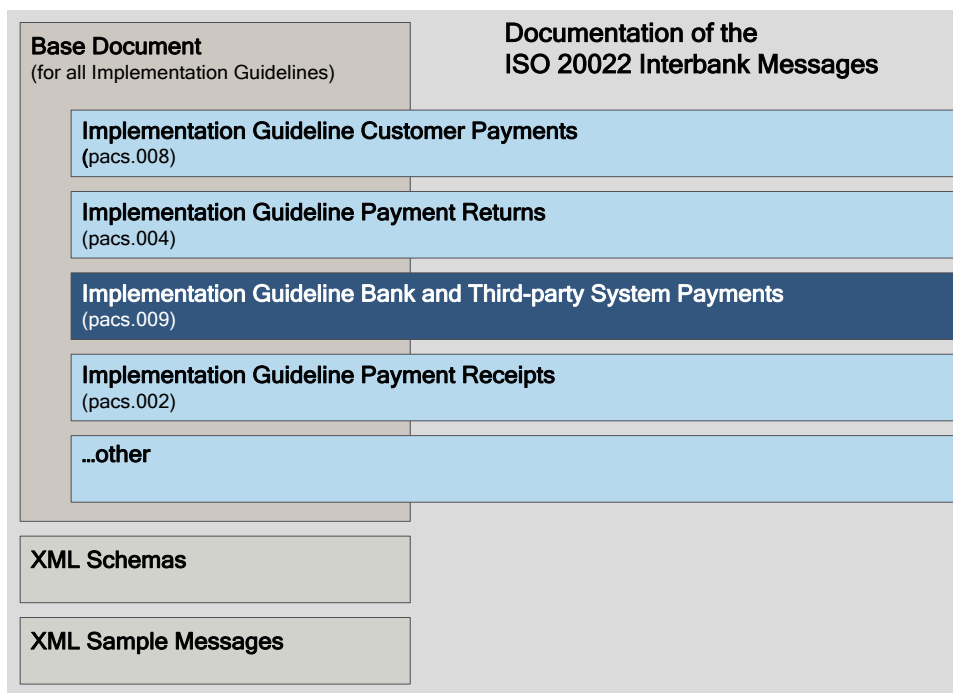 Base Document
(for all Implementation Guidelines)
Documentation of the
ISO 20022 Interbank Messages
Implementation Guideline Customer Payments
(pacs.008)
Implementation Guideline Payment Returns
(pacs.004)
Implementation Guideline Bank and Third-party System Payments
(pacs.009)
Implementation Guideline Payment Receipts
(pacs.002)
...other
XML Schemas
XML Sample Messages